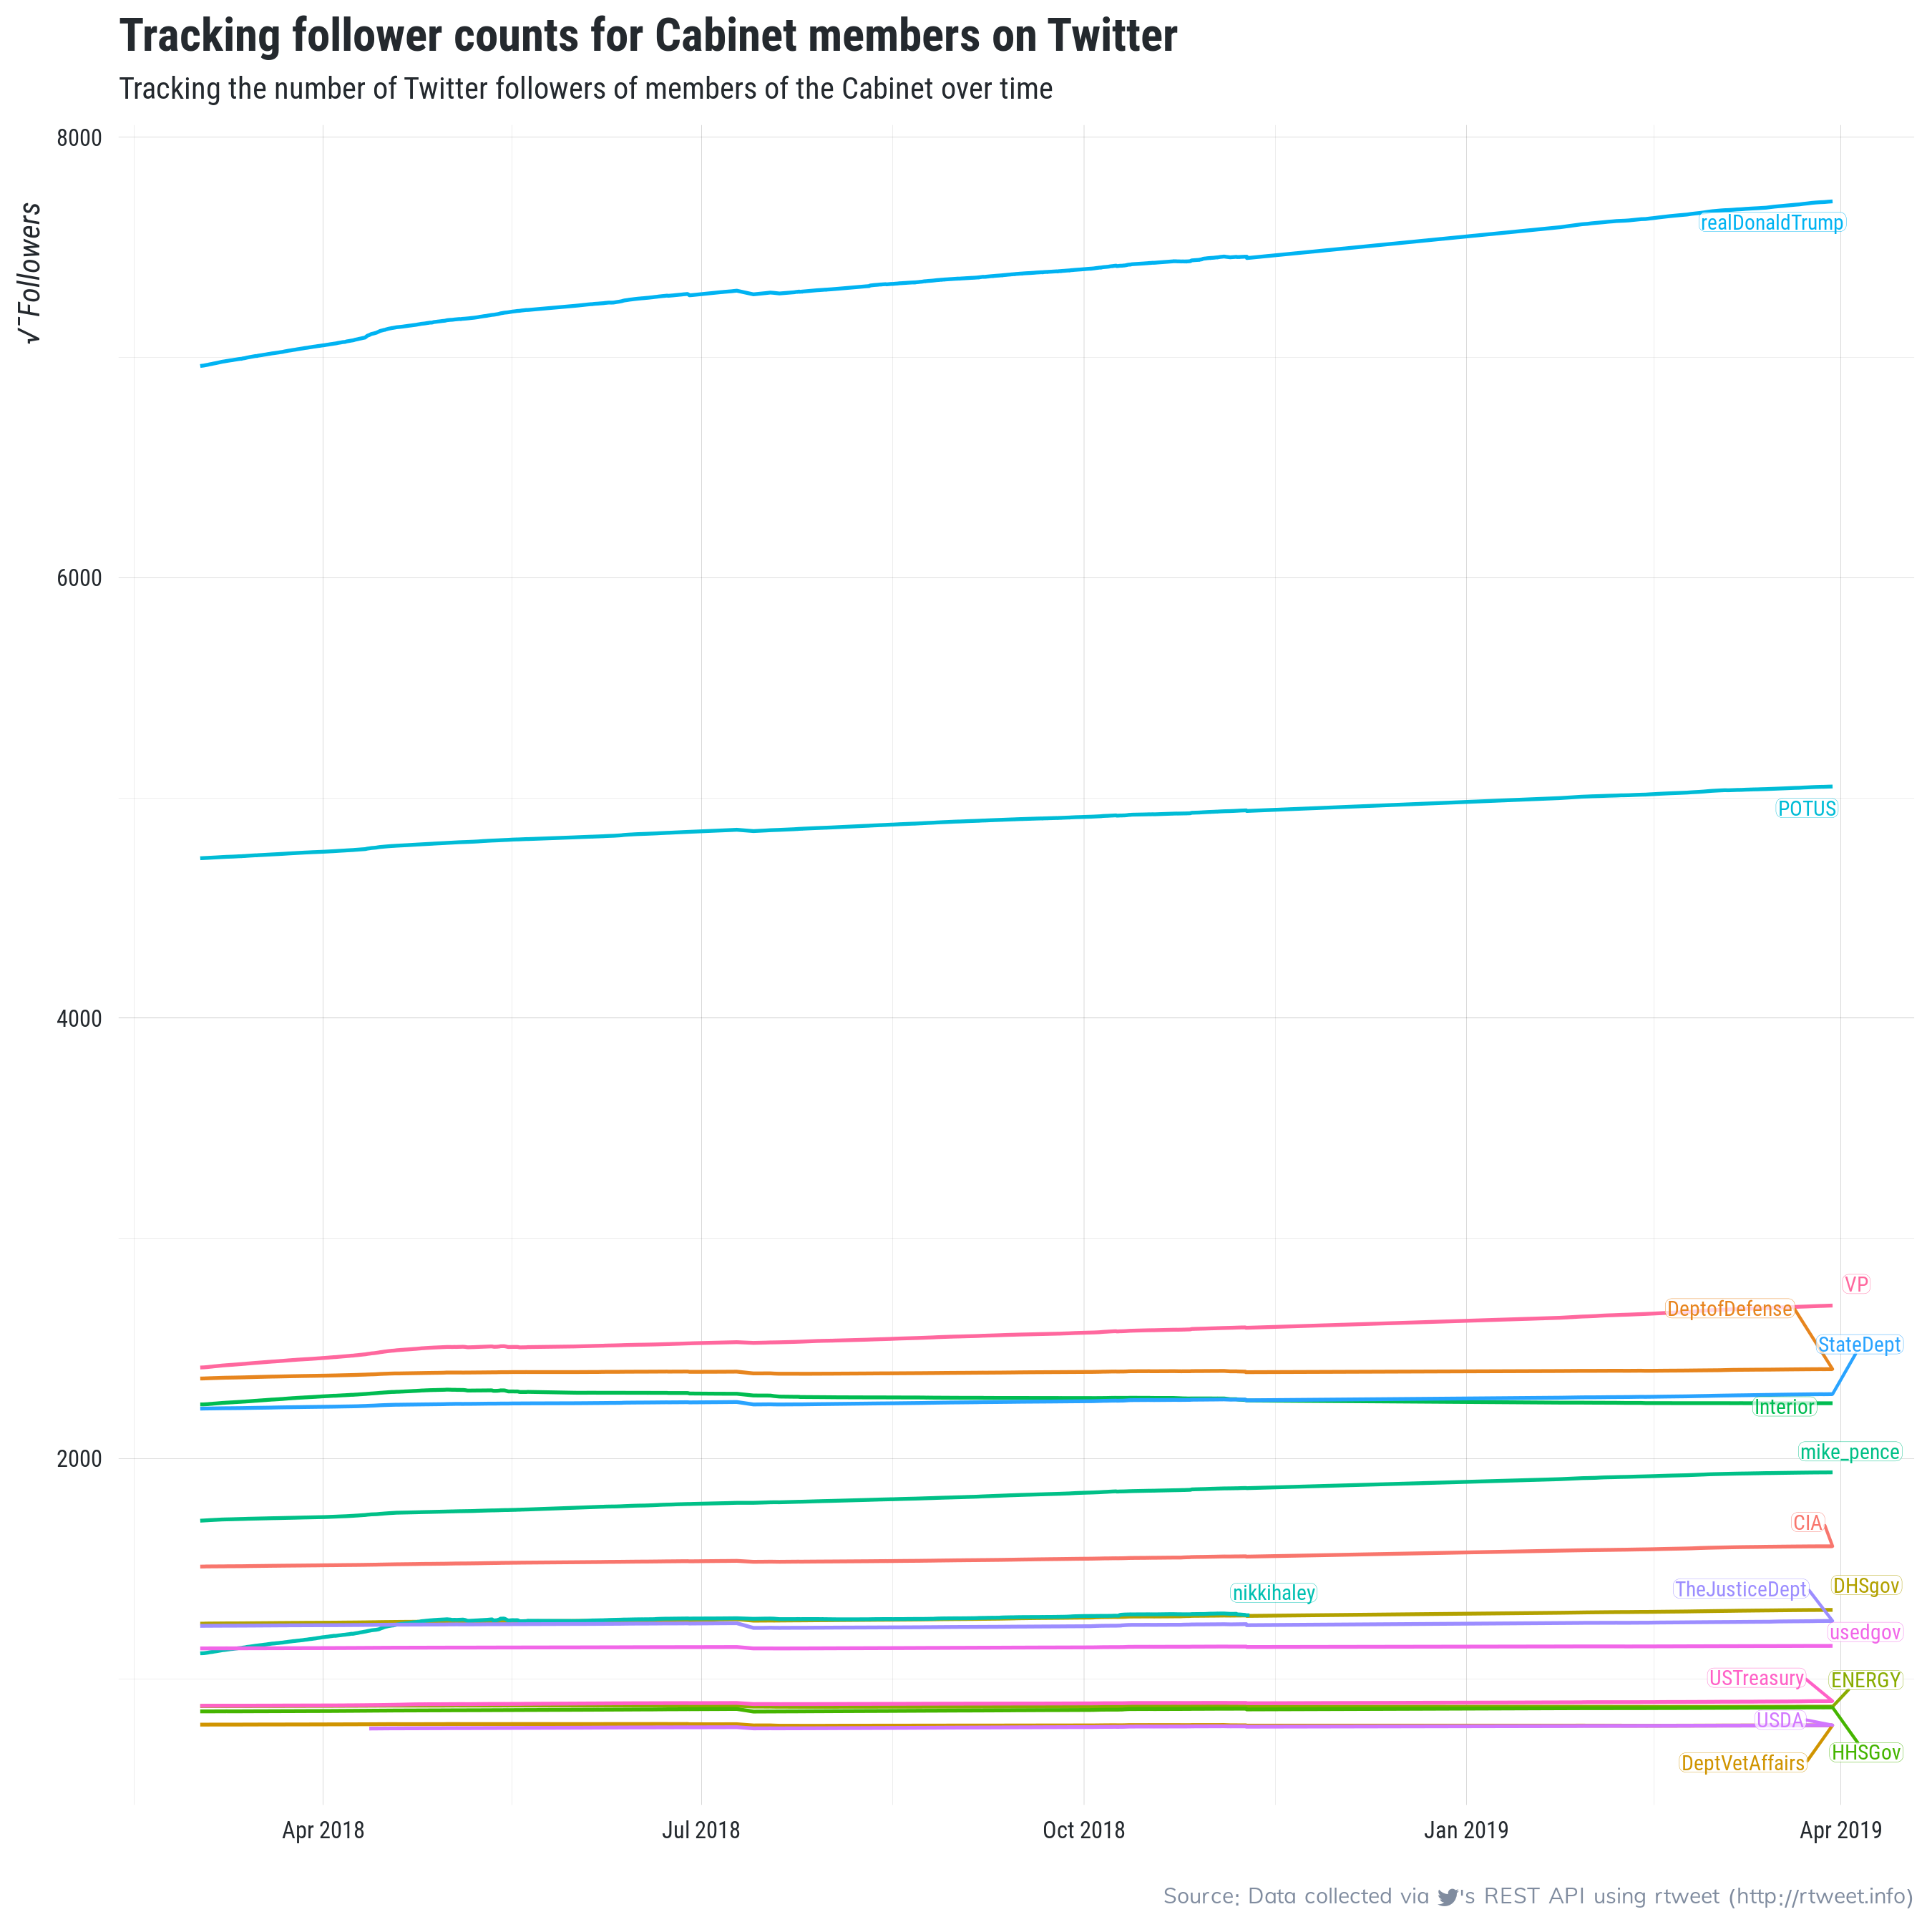 Tracking follower counts for Cabinet members on Twitter
Tracking the number of Twitter followers of members of the Cabinet over time
√¯Followers
8000
6000
4000
2000
realDonaldTrump
POTUS
VP
DeptofDefense
StateDept
Interior
mike_pence
CIA
nikkihaley
TheJusticeDept
DHSgov
usedgov
USTreasury
ENERGY
USDA
HHSGov
DeptVetAffairs
Apr 2018
Jul 2018
Oct 2018
Jan 2019
Apr 2019
Source: Data collected via 's REST API using rtweet (http://rtweet.info)